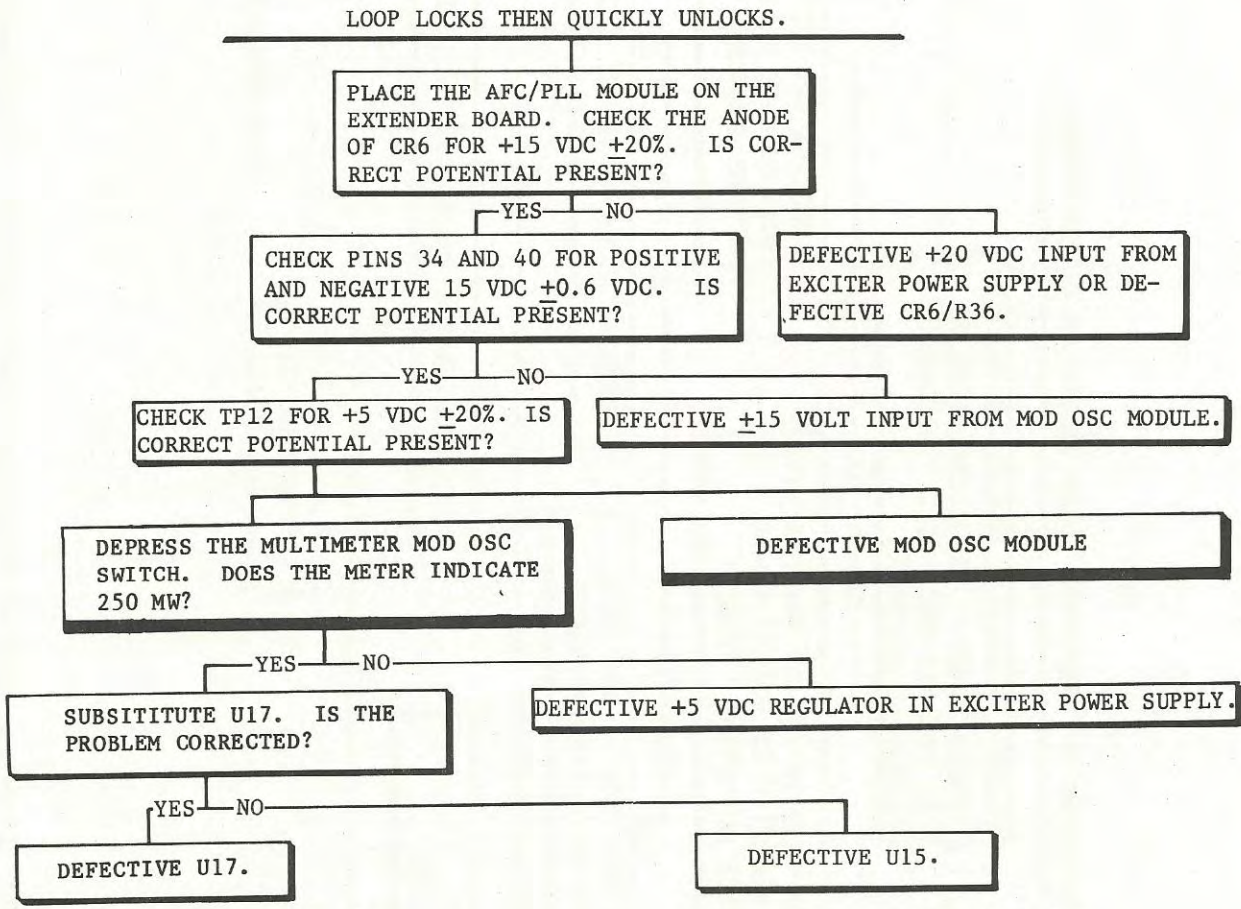 LOOP LOCKS THEN QUICKLY UNLOCKS.
PLACE THE AFC/PLL MODULE ON THE
EXTENDER BOARD. CHECK THE ANODE
OF CR6 FOR +15 VDC ±20%. IS COR-
RECT POTENTIAL PRESENT?
YES NO
CHECK PINS 34 AND 40 FOR POSITIVE
AND NEGATIVE 15 VDC ±0.6 VDC. IS
CORRECT POTENTIAL PRESENT?
DEFECTIVE +20 VDC INPUT FROM
EXCITER POWER SUPPLY OR DE-
FECTIVE CR6/R36.
YES NO
CHECK TP12 FOR +5 VDC ±20%. IS
CORRECT POTENTIAL PRESENT?
DEFECTIVE ±15 VOLT INPUT FROM MOD OSC MODULE.
DEPRESS THE MULTIMETER MOD OSC
SWITCH. DOES THE METER INDICATE
250 MW?
DEFECTIVE MOD OSC MODULE
YES NO
SUBSITITUTE U17. IS THE
PROBLEM CORRECTED?
DEFECTIVE +5 VDC REGULATOR IN EXCITER POWER SUPPLY.
YES NO
DEFECTIVE U17.
DEFECTIVE U15.